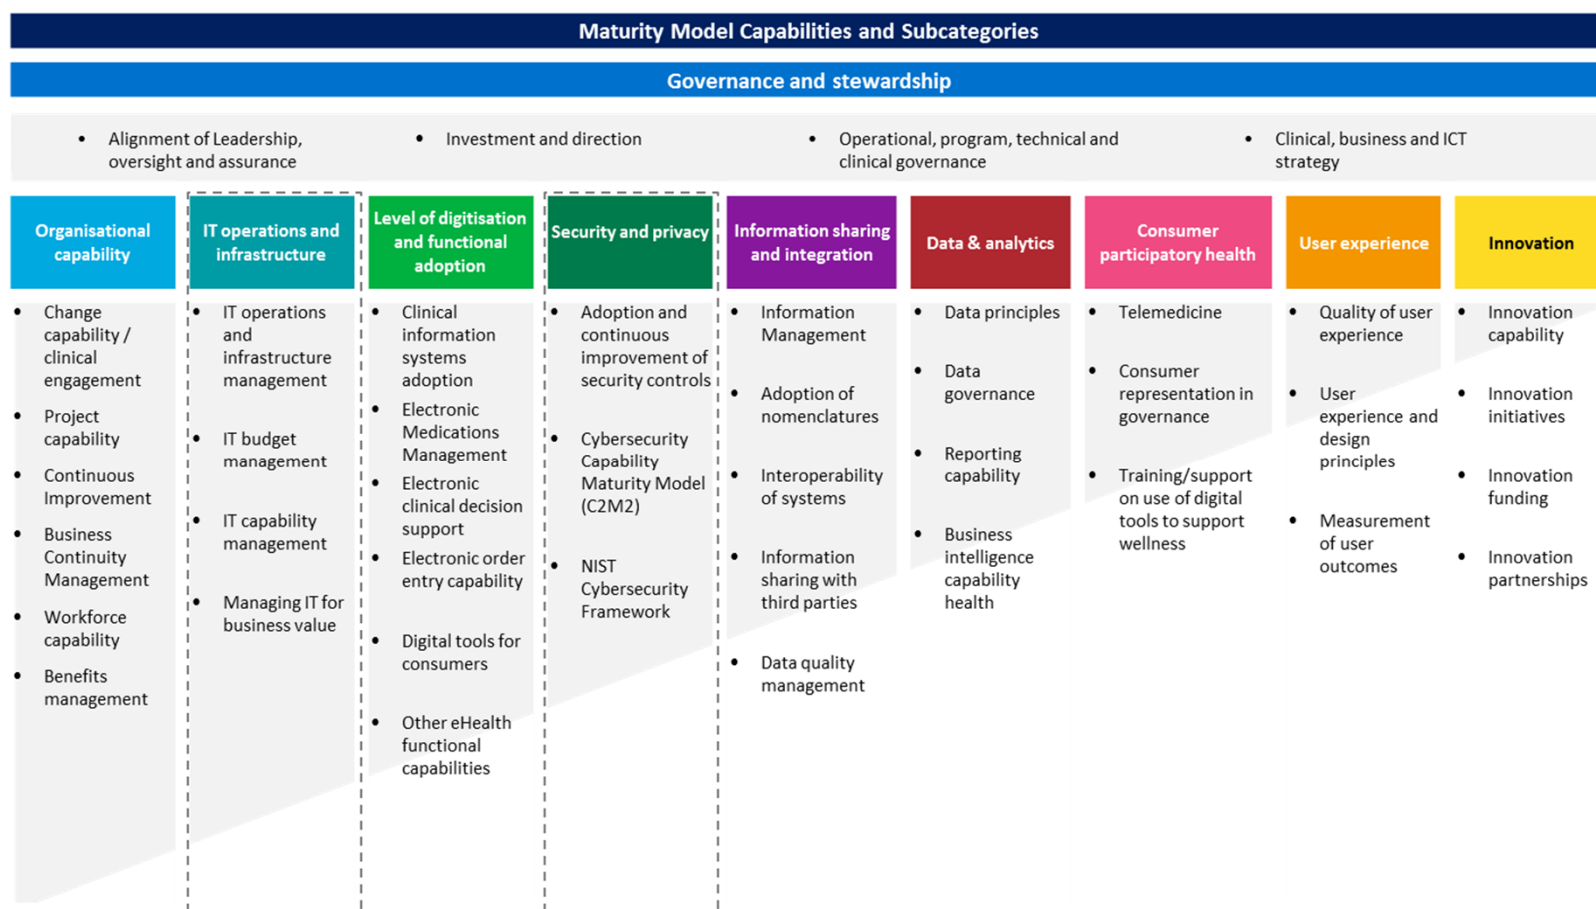 Maturity Model Capabilities and Subcategories
Governance and stewardship
• Alignment of Leadership,
oversight and assurance
• Investment and direction
• Operational, program, technical and
clinical governance
• Clinical, business and ICT
strategy
Organisational
capability
• Change
capability /
clinical
engagement
• Project
capability
• Continuous
Improvement
• Business
Continuity
Management
• Workforce
capability
• Benefits
management
IT operations and
infrastructure
• IT operations
and
infrastructure
management
• IT budget
management
• IT capability
management
• Managing IT for
business value
Level of digitisation
and functional
adoption
• Clinical
information
systems
adoption
• Electronic
Medications
Management
• Electronic
clinical decision
support
• Electronic order
entry capability
• Digital tools for
consumers
• Other eHealth
functional
capabilities
Security and privacy
• Adoption and
continuous
improvement of
security controls
• Cybersecurity
Capability
Maturity Model
(C2M2)
• NIST
Cybersecurity
Framework
Information sharing
and integration
• Information
Management
• Adoption of
nomenclatures
• Interoperability
of systems
• Information
sharing with
third parties
• Data quality
management
Data & analytics
• Data principles
• Data
governance
• Reporting
capability
• Business
intelligence
capability
health
Consumer
participatory health
• Telemedicine
• Consumer
representation in
governance
• Training/support
on use of digital
tools to support
wellness
User experience
• Quality of user
experience
• User
experience and
design
principles
• Measurement
of user
outcomes
Innovation
• Innovation
capability
• Innovation
initiatives
• Innovation
funding
• Innovation
partnerships